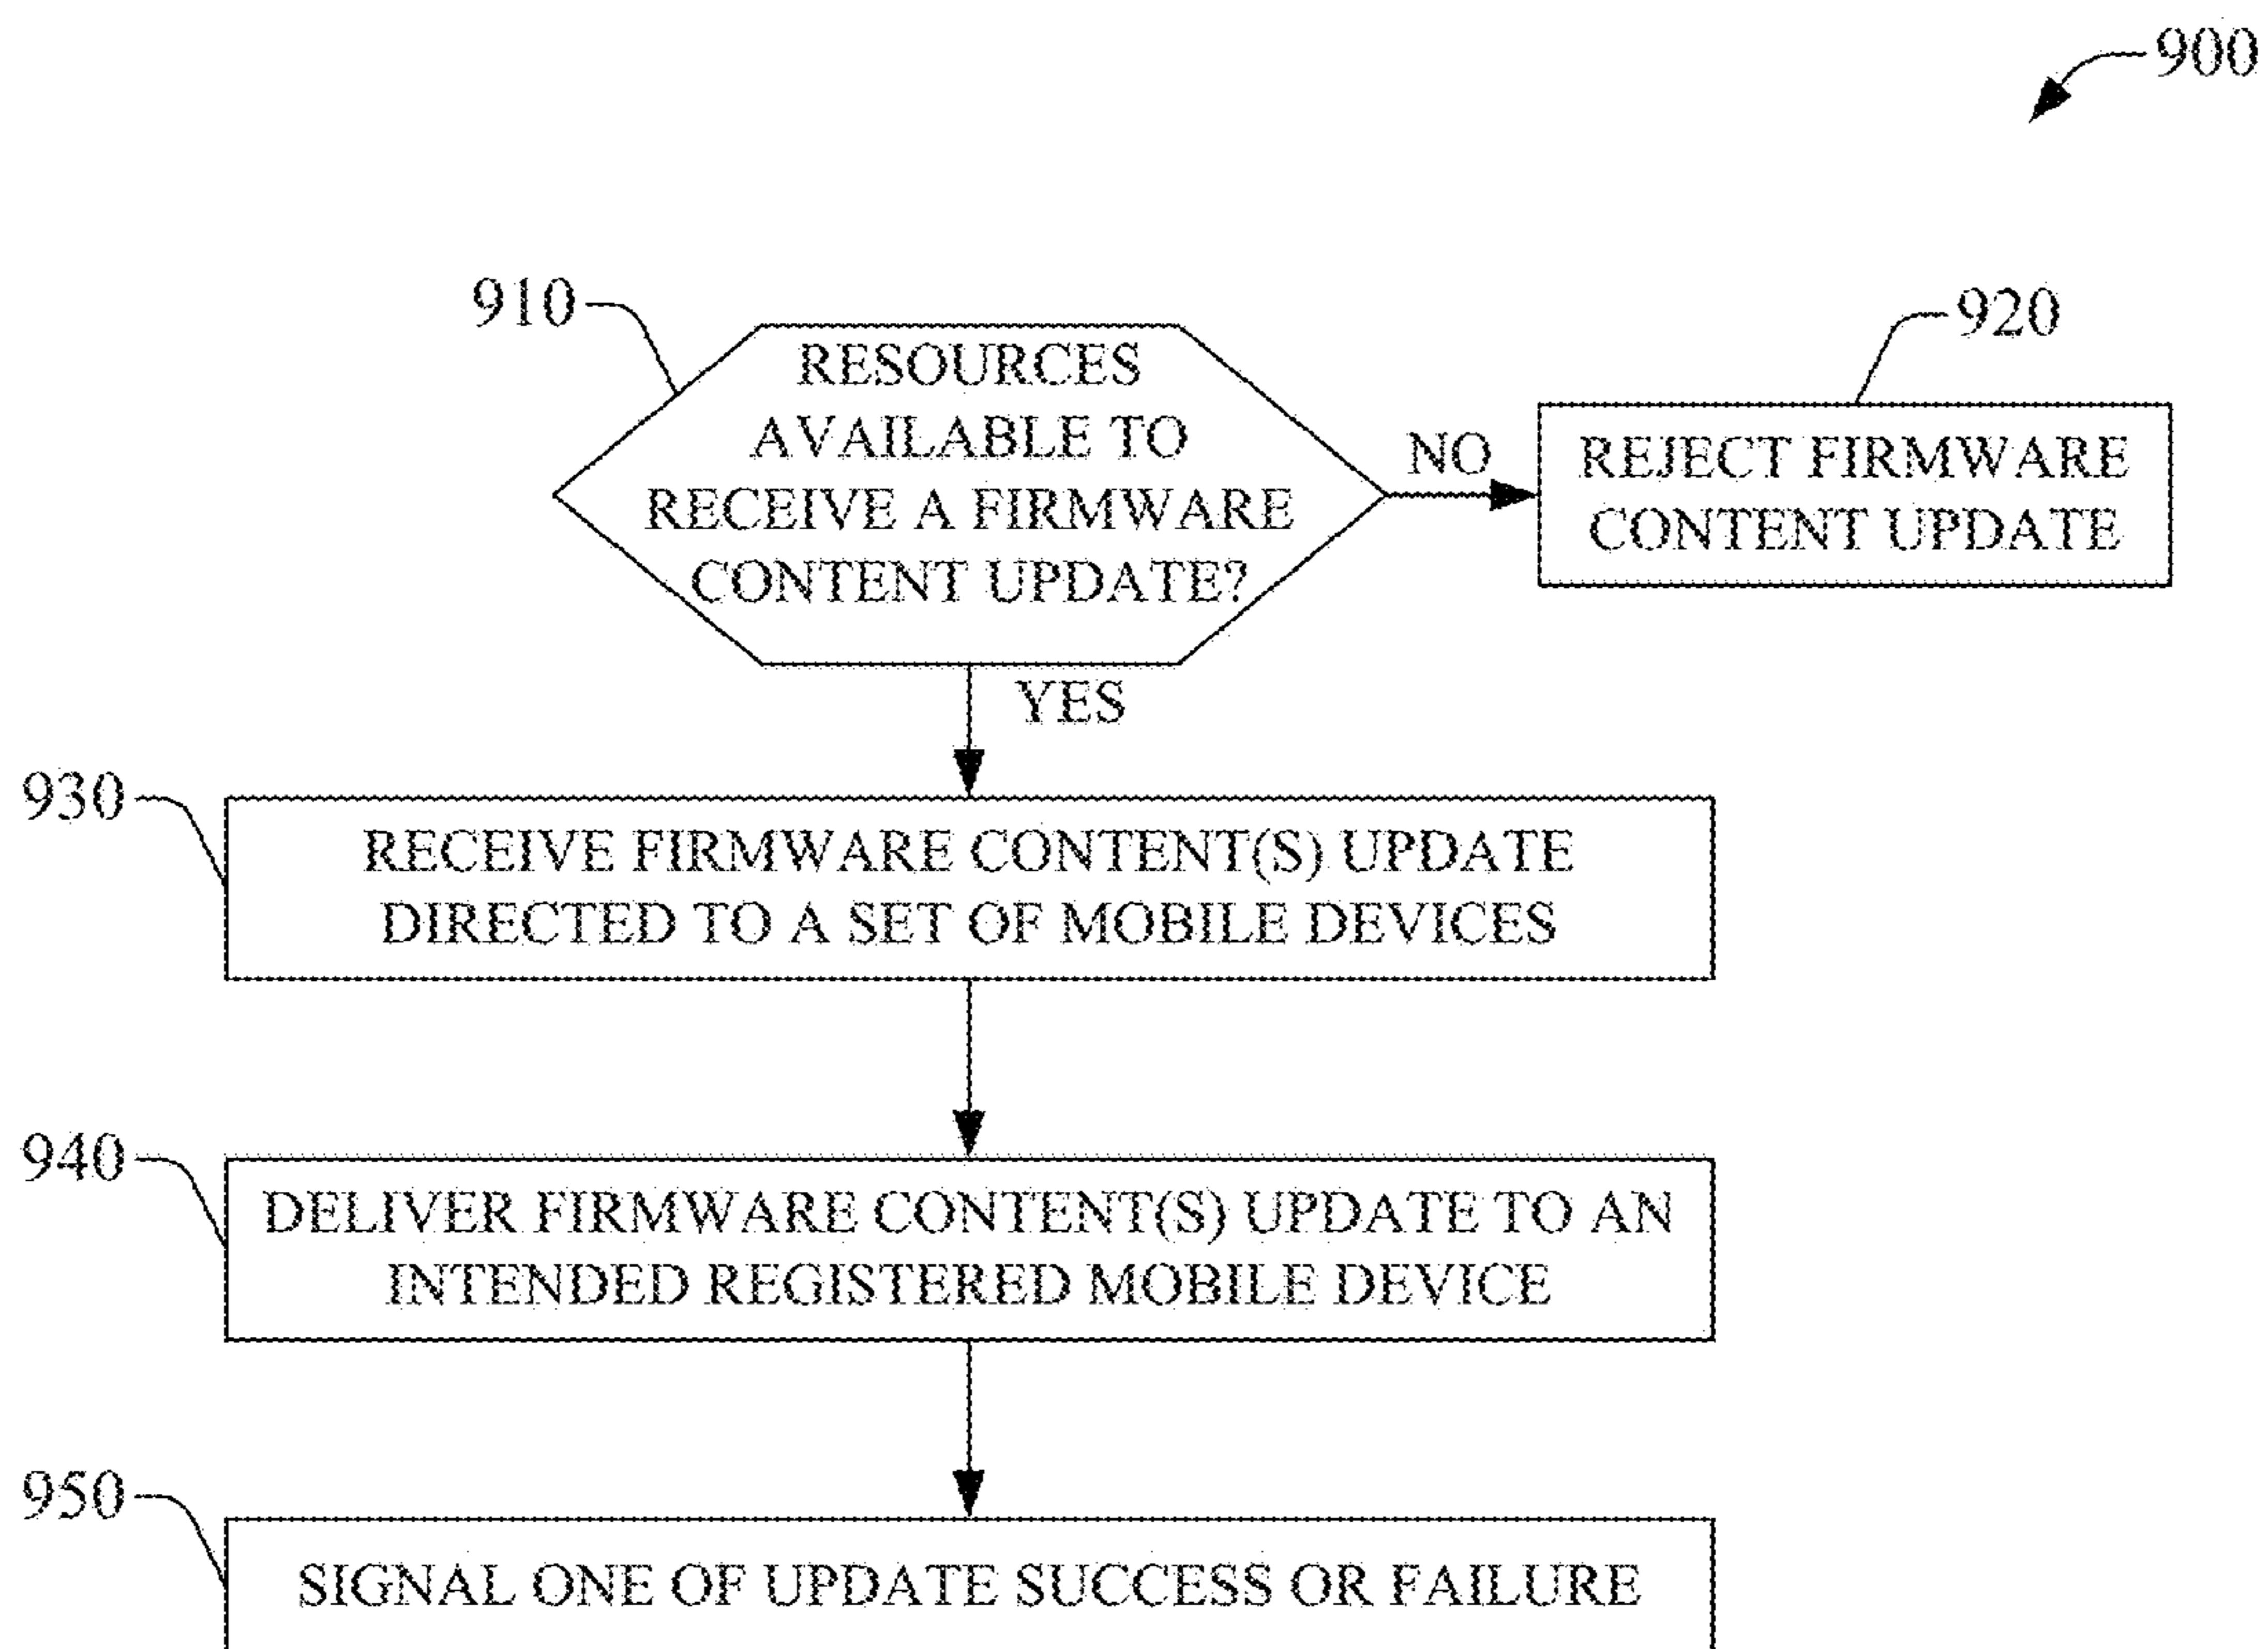 900
910
RESOURCES
AVAILABLE TO
RECEIVE A FIRMWARE
CONTENT UPDATE?
NO
920
REJECT FIRMWARE
CONTENT UPDATE
YES
930
RECEIVE FIRMWARE CONTENT(S) UPDATE
DIRECTED TO A SET OF MOBILE DEVICES
940
DELIVER FIRMWARE CONTENT(S) UPDATE TO AN
INTENDED REGISTERED MOBILE DEVICE
950
SIGNAL ONE OF UPDATE SUCCESS OR FAILURE